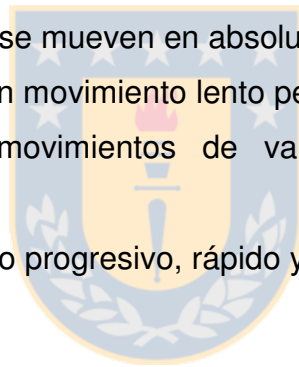 se mueven en absolu
n movimiento lento pe
movimientos de va
o progresivo, rápido y